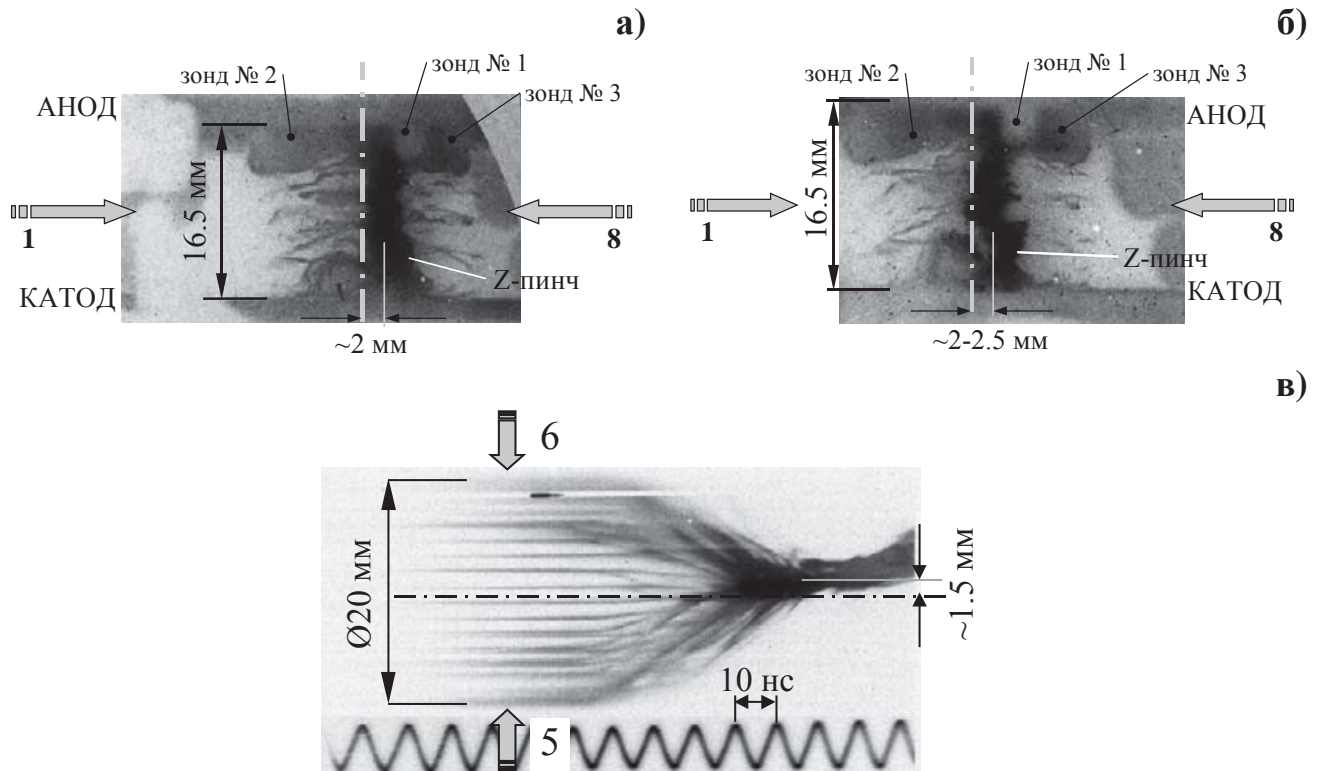 а)
зонд № 2
зонд № 1
зонд № 3
АНОД
16.5 мм
1
8
Z-пинч
КАТОД
~2 мм
б)
зонд № 2
зонд № 1
зонд № 3
АНОД
16.5 мм
1
8
Z-пинч
КАТОД
~2-2.5 мм
в)
6
Ø20 мм
~1.5 мм
10 нс
5